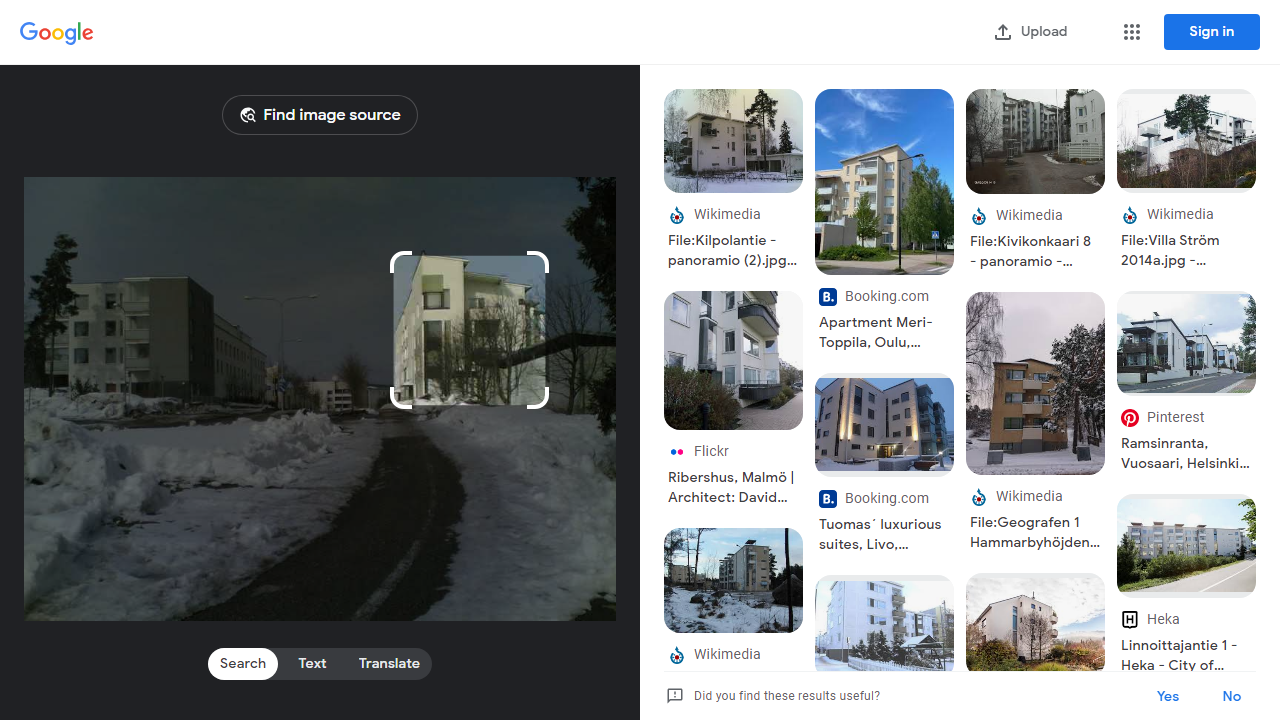 Google
Upload
Sign in
Find image source
Search
Text
Translate
Wikimedia
File:Kilpolantie -
panoramio (2).jpg...
Flickr
Ribershus, Malmö |
Architect: David...
Wikimedia
B.
Booking.com
Apartment Meri-
Toppila, Oulu,...
B.
Booking.com
Tuomas´ luxurious
suites, Livo,...
Wikimedia
File:Kivikonkaari 8
- panoramio -...
Wikimedia
File:Geografen 1
Hammarbyhöjden...
Wikimedia
File:Villa Ström
2014a.jpg -...
Pinterest
Ramsinranta,
Vuosaari, Helsinki...
H
Heka
Linnoittajantie 1 -
Heka - City of...
Did you find these results useful?
Yes
No